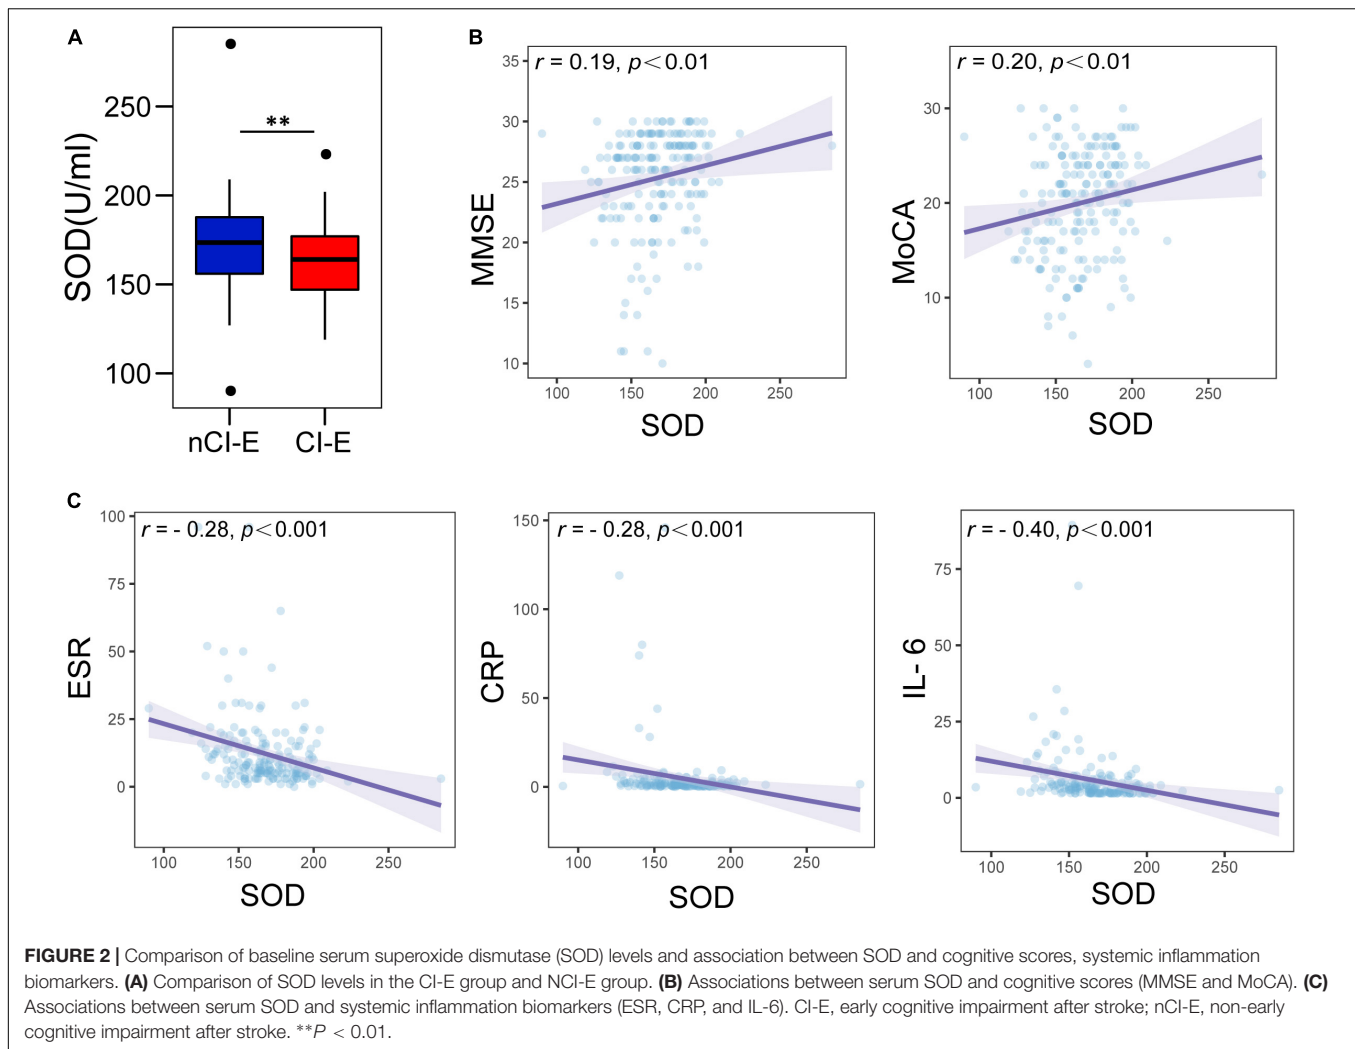 A
SOD(U/ml)
250
200
150
100
**
nCI-E
CI-E
B
r = 0.19, p<0.01
MMSE
35
30
25
20
15
10
100
150
200
250
SOD
r = 0.20, p<0.01
MoCA
30
20
10
100
150
200
250
SOD
C
r = - 0.28, p<0.001
ESR
100
75
50
25
0
100
150
200
250
SOD
r = - 0.28, p<0.001
CRP
150
100
50
0
100
150
200
250
SOD
r = - 0.40, p<0.001
IL- 6
75
50
25
0
100
150
200
250
SOD
FIGURE 2 | Comparison of baseline serum superoxide dismutase (SOD) levels and association between SOD and cognitive scores, systemic inflammation
biomarkers. (A) Comparison of SOD levels in the CI-E group and NCI-E group. (B) Associations between serum SOD and cognitive scores (MMSE and MoCA). (C)
Associations between serum SOD and systemic inflammation biomarkers (ESR, CRP, and IL-6). CI-E, early cognitive impairment after stroke; nCI-E, non-early
cognitive impairment after stroke. **P < 0.01.